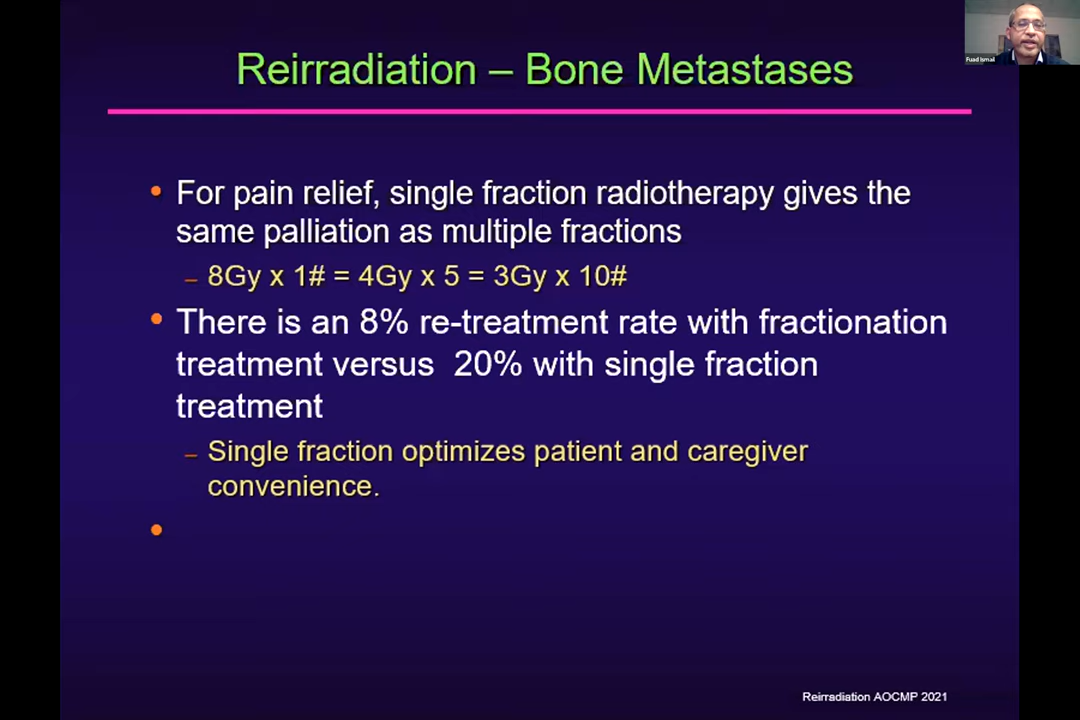 Fuad Ismail
Reirradiation – Bone Metastases
• For pain relief, single fraction radiotherapy gives the
same palliation as multiple fractions
– 8Gy x 1# = 4Gy x 5 = 3Gy x 10#
• There is an 8% re-treatment rate with fractionation
treatment versus 20% with single fraction
treatment
– Single fraction optimizes patient and caregiver
convenience.
•
Reirradiation AOCMP 2021